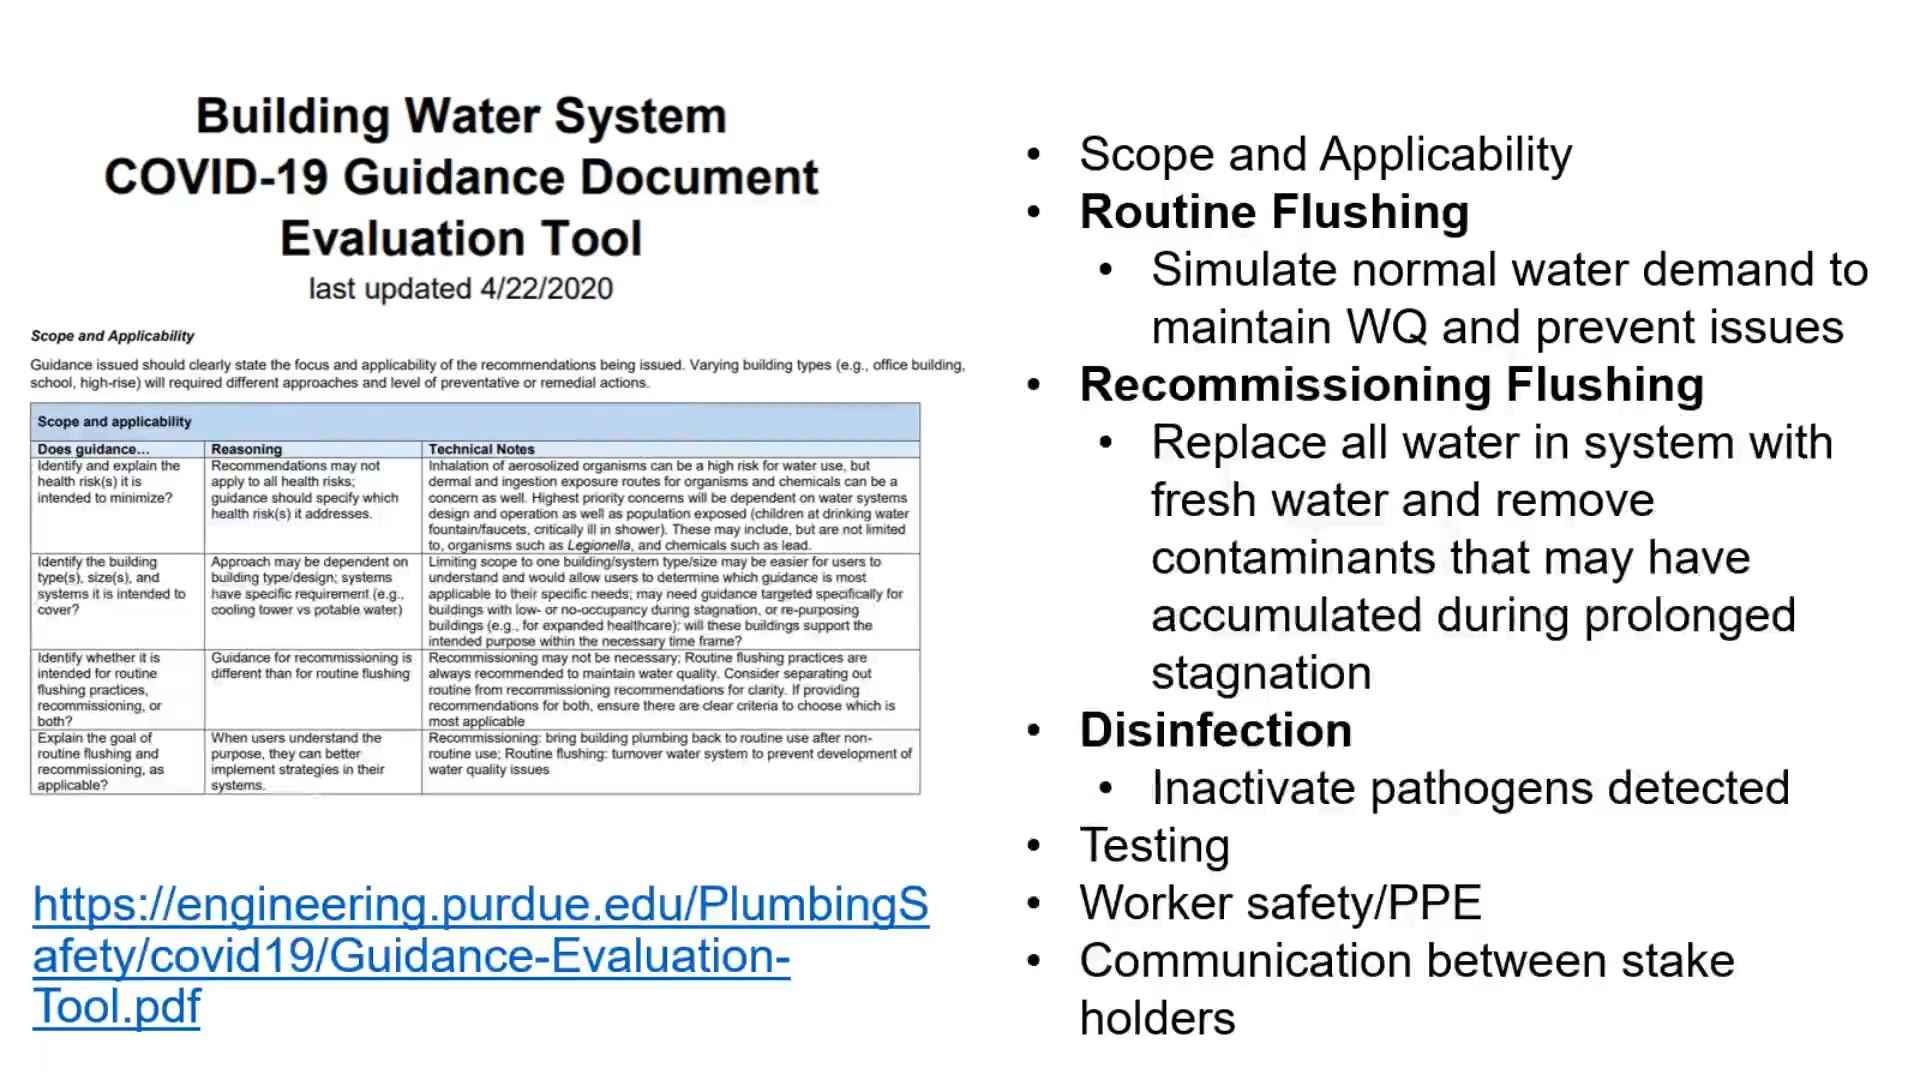 Building Water System
COVID-19 Guidance Document
Evaluation Tool
last updated 4/22/2020
Scope and Applicability
Guidance issued should clearly state the focus and applicability of the recommendations being issued. Varying building types (e.g., office building,
school, high-rise) will required different approaches and level of preventative or remedial actions.
Scope and applicability
Does guidance... Reasoning Technical Notes
Identify and explain the
health risk(s) it is
intended to minimize?
Recommendations may not
apply to all health risks;
guidance should specify which
health risk(s) it addresses.
Inhalation of aerosolized organisms can be a high risk for water use, but
dermal and ingestion exposure routes for organisms and chemicals can be a
concern as well. Highest priority concerns will be dependent on water systems
design and operation as well as population exposed (children at drinking water
fountain/faucets, critically ill in shower). These may include, but are not limited
to, organisms such as Legionella, and chemicals such as lead.
Identify the building
type(s), size(s), and
systems it is intended to
cover?
Approach may be dependent on
building type/design; systems
have specific requirement (e.g.,
cooling tower vs potable water)
Limiting scope to one building/system type/size may be easier for users to
understand and would allow users to determine which guidance is most
applicable to their specific needs; may need guidance targeted specifically for
buildings with low- or no-occupancy during stagnation, or re-purposing
buildings (e.g., for expanded healthcare); will these buildings support the
intended purpose within the necessary time frame?
Identify whether it is
intended for routine
flushing practices,
recommissioning, or
both?
Guidance for recommissioning is
different than for routine flushing
Recommissioning may not be necessary; Routine flushing practices are
always recommended to maintain water quality. Consider separating out
routine from recommissioning recommendations for clarity. If providing
recommendations for both, ensure there are clear criteria to choose which is
most applicable
Explain the goal of
routine flushing and
recommissioning, as
applicable?
When users understand the
purpose, they can better
implement strategies in their
systems.
Recommissioning: bring building plumbing back to routine use after non-
routine use; Routine flushing: turnover water system to prevent development of
water quality issues
https://engineering.purdue.edu/PlumbingS
afety/covid19/Guidance-Evaluation-
Tool.pdf
• Scope and Applicability
• Routine Flushing
• Simulate normal water demand to
maintain WQ and prevent issues
• Recommissioning Flushing
• Replace all water in system with
fresh water and remove
contaminants that may have
accumulated during prolonged
stagnation
• Disinfection
• Inactivate pathogens detected
• Testing
• Worker safety/PPE
• Communication between stake
holders